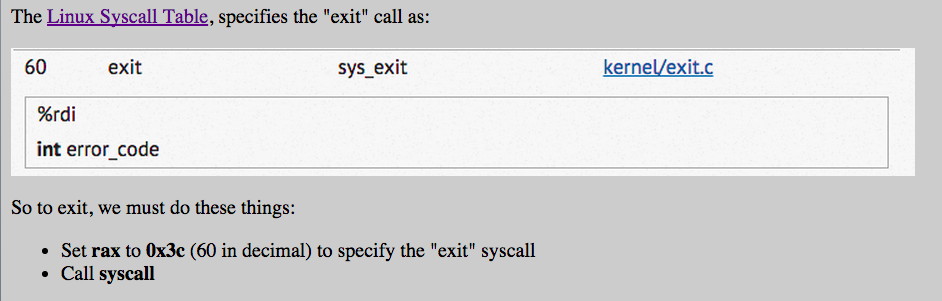 The Linux Syscall Table, specifies the "exit" call as:
60 exit sys_exit kernel/exit.c
%rdi
int error_code
So to exit, we must do these things:
• Set rax to 0x3c (60 in decimal) to specify the "exit" syscall
• Call syscall